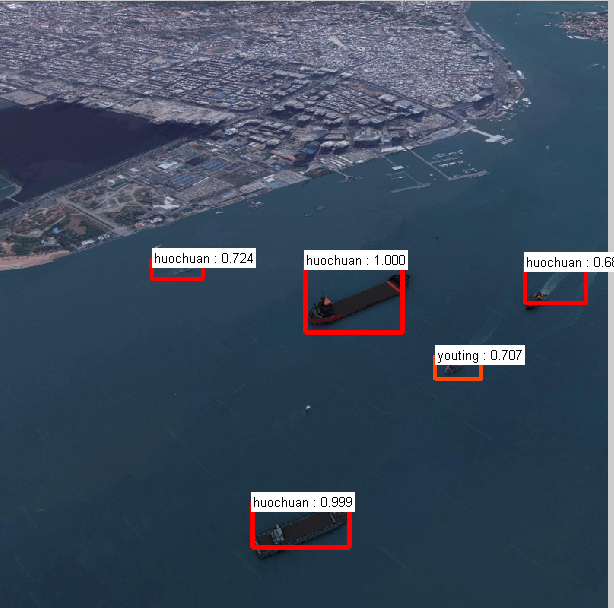 huochuan : 0.724
huochuan : 1.000
huochuan : 0.68
youting : 0.707
huochuan : 0.999